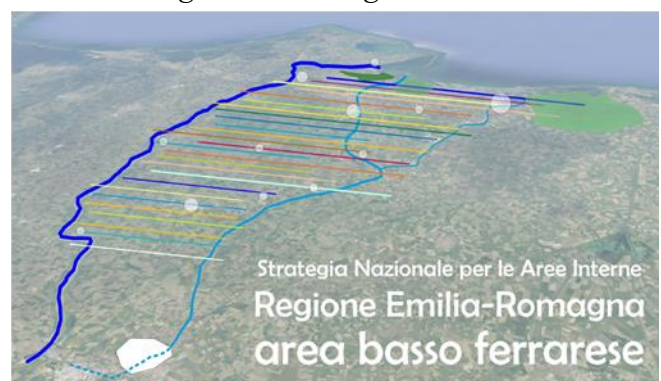 Strategia Nazionale per le Aree Interne
Regione Emilia-Romagna
area basso ferrarese